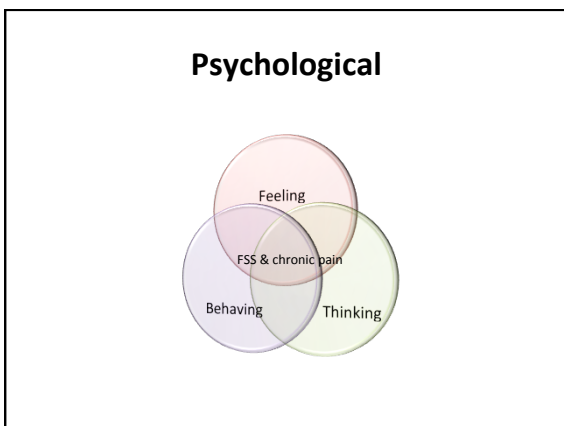 Psychological
Feeling
FSS & chronic pain
Behaving
Thinking